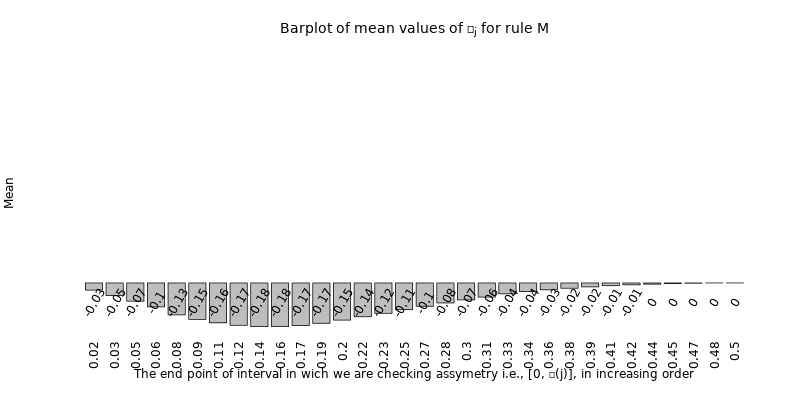 Barplot of mean values of □j for rule M
Mean
-0.03 -0.05 -0.07 -0.1 -0.13 -0.15 -0.16 -0.17 -0.18 -0.18 -0.17 -0.17 -0.15 -0.14 -0.12 -0.11 -0.1 -0.08 -0.07 -0.06 -0.04 -0.04 -0.03 -0.02 -0.02 -0.01 -0.01 0 0 0 0 0
0.02 0.03 0.05 0.06 0.08 0.09 0.11 0.12 0.14 0.16 0.17 0.19 0.2 0.22 0.23 0.25 0.27 0.28 0.3 0.31 0.33 0.34 0.36 0.38 0.39 0.41 0.42 0.44 0.45 0.47 0.48 0.5
The end point of interval in wich we are checking assymetry i.e., [0, □(j)], in increasing order